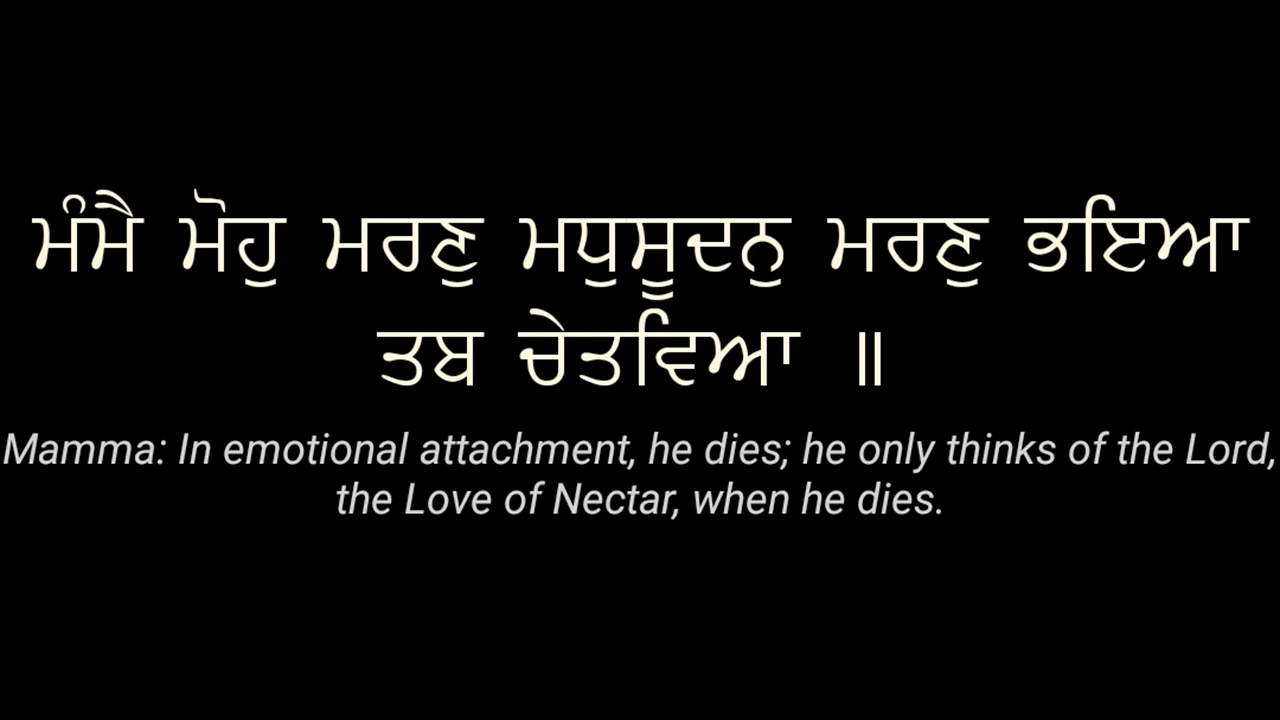 ਮੰਮੈ ਮੋਹੁ ਮਰਣੁ ਮਧੁਸੂਦਨੁ ਮਰਣੁ ਭਇਆ
ਤਬ ਚੇਤਵਿਆ ॥
Mamma: In emotional attachment, he dies; he only thinks of the Lord,
the Love of Nectar, when he dies.